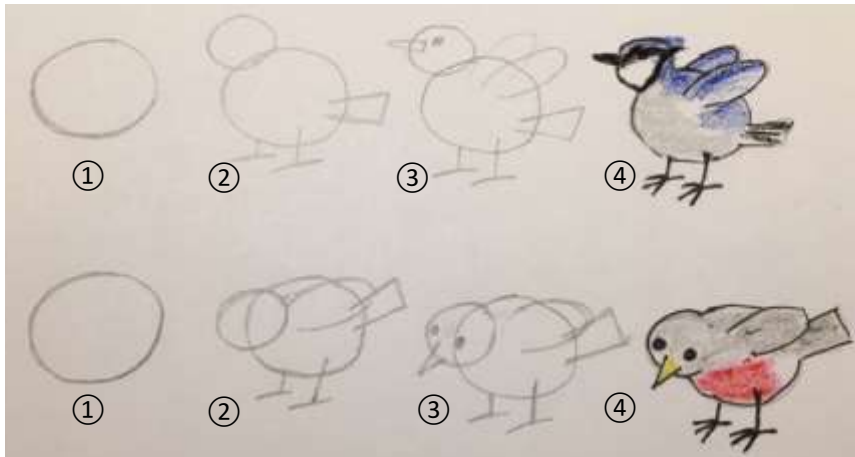 ① ② ③ ④
① ② ③ ④